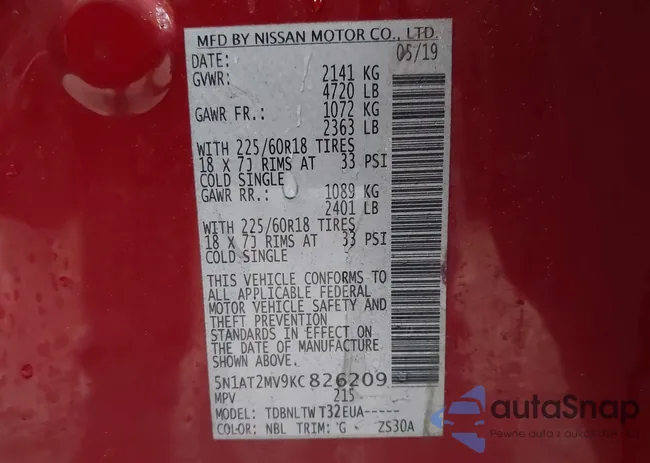 MFD BY NISSAN MOTOR CO., LTD.
DATE: 05/19
GVWR: 2141 KG
4720 LB
GAWR FR.: 1072 KG
2363 LB
WITH 225/60R18 TIRES
18 X 7J RIMS AT 33 PSI
COLD SINGLE
GAWR RR.: 1089 KG
2401 LB
WITH 225/60R18 TIRES
18 X 7J RIMS AT 33 PSI
COLD SINGLE
THIS VEHICLE CONFORMS TO
ALL APPLICABLE FEDERAL
MOTOR VEHICLE SAFETY AND
THEFT PREVENTION
STANDARDS IN EFFECT ON
THE DATE OF MANUFACTURE
SHOWN ABOVE.
5N1AT2MV9KC826209
MPV 215
MODEL: TDBNLTW T32EUA-----
COLOR: NBL TRIM: G ZS30A
autaSnap
Pewne auta z aukcji